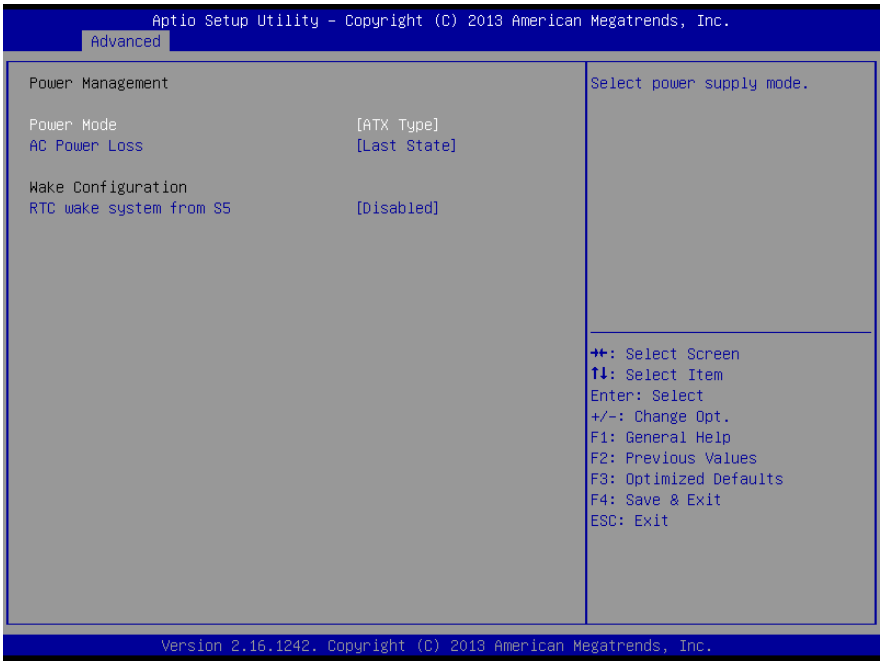 Aptio Setup Utility – Copyright (C) 2013 American Megatrends, Inc.
Advanced
Power Management
Power Mode [ATX Type]
AC Power Loss [Last State]
Wake Configuration
RTC wake system from S5 [Disabled]
Select power supply mode.
→←: Select Screen
↑↓: Select Item
Enter: Select
+/-: Change Opt.
F1: General Help
F2: Previous Values
F3: Optimized Defaults
F4: Save & Exit
ESC: Exit
Version 2.16.1242. Copyright (C) 2013 American Megatrends, Inc.